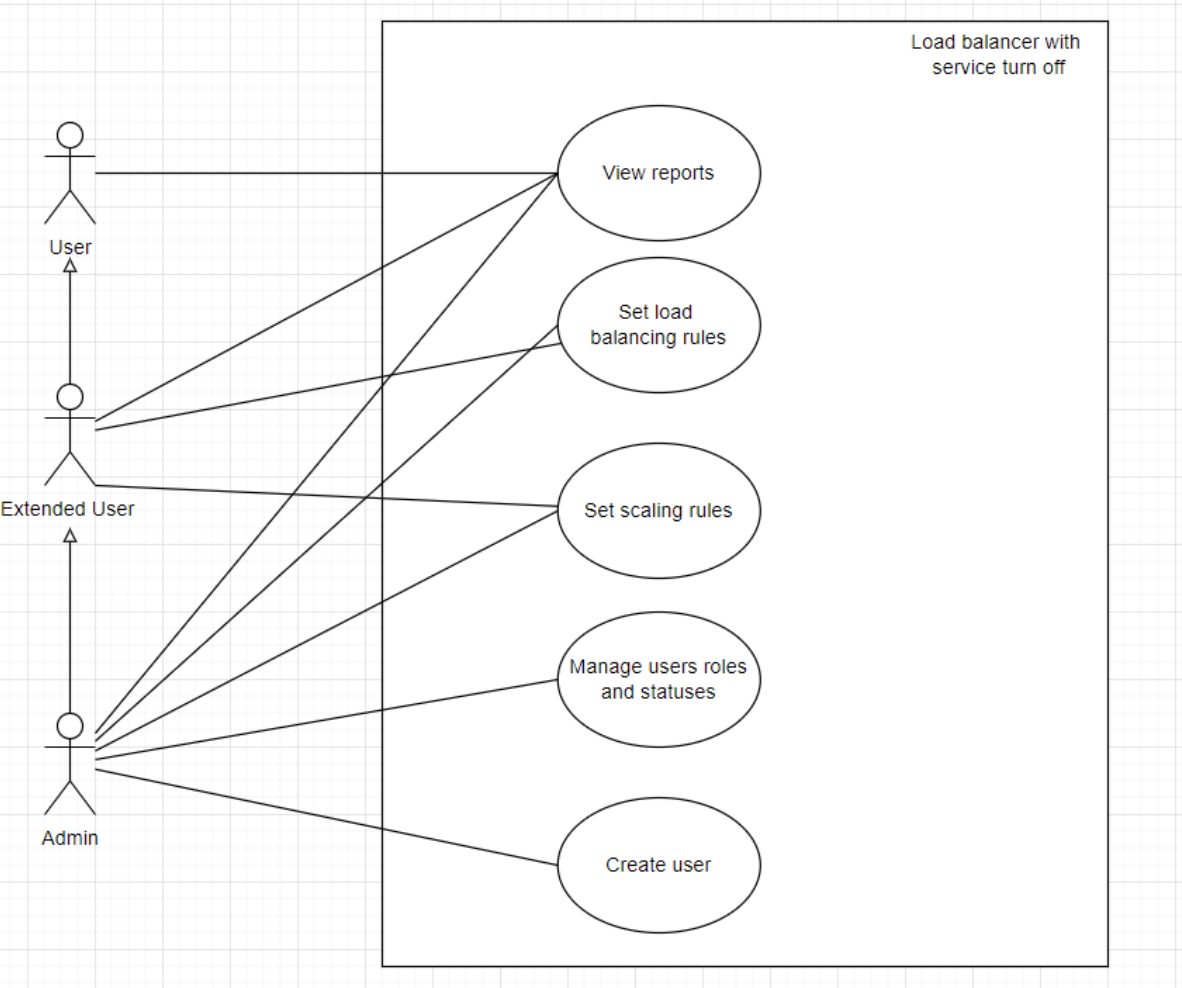 Load balancer with
service turn off
User
View reports
Set load
balancing rules
Extended User
Set scaling rules
Manage users roles
and statuses
Admin
Create user